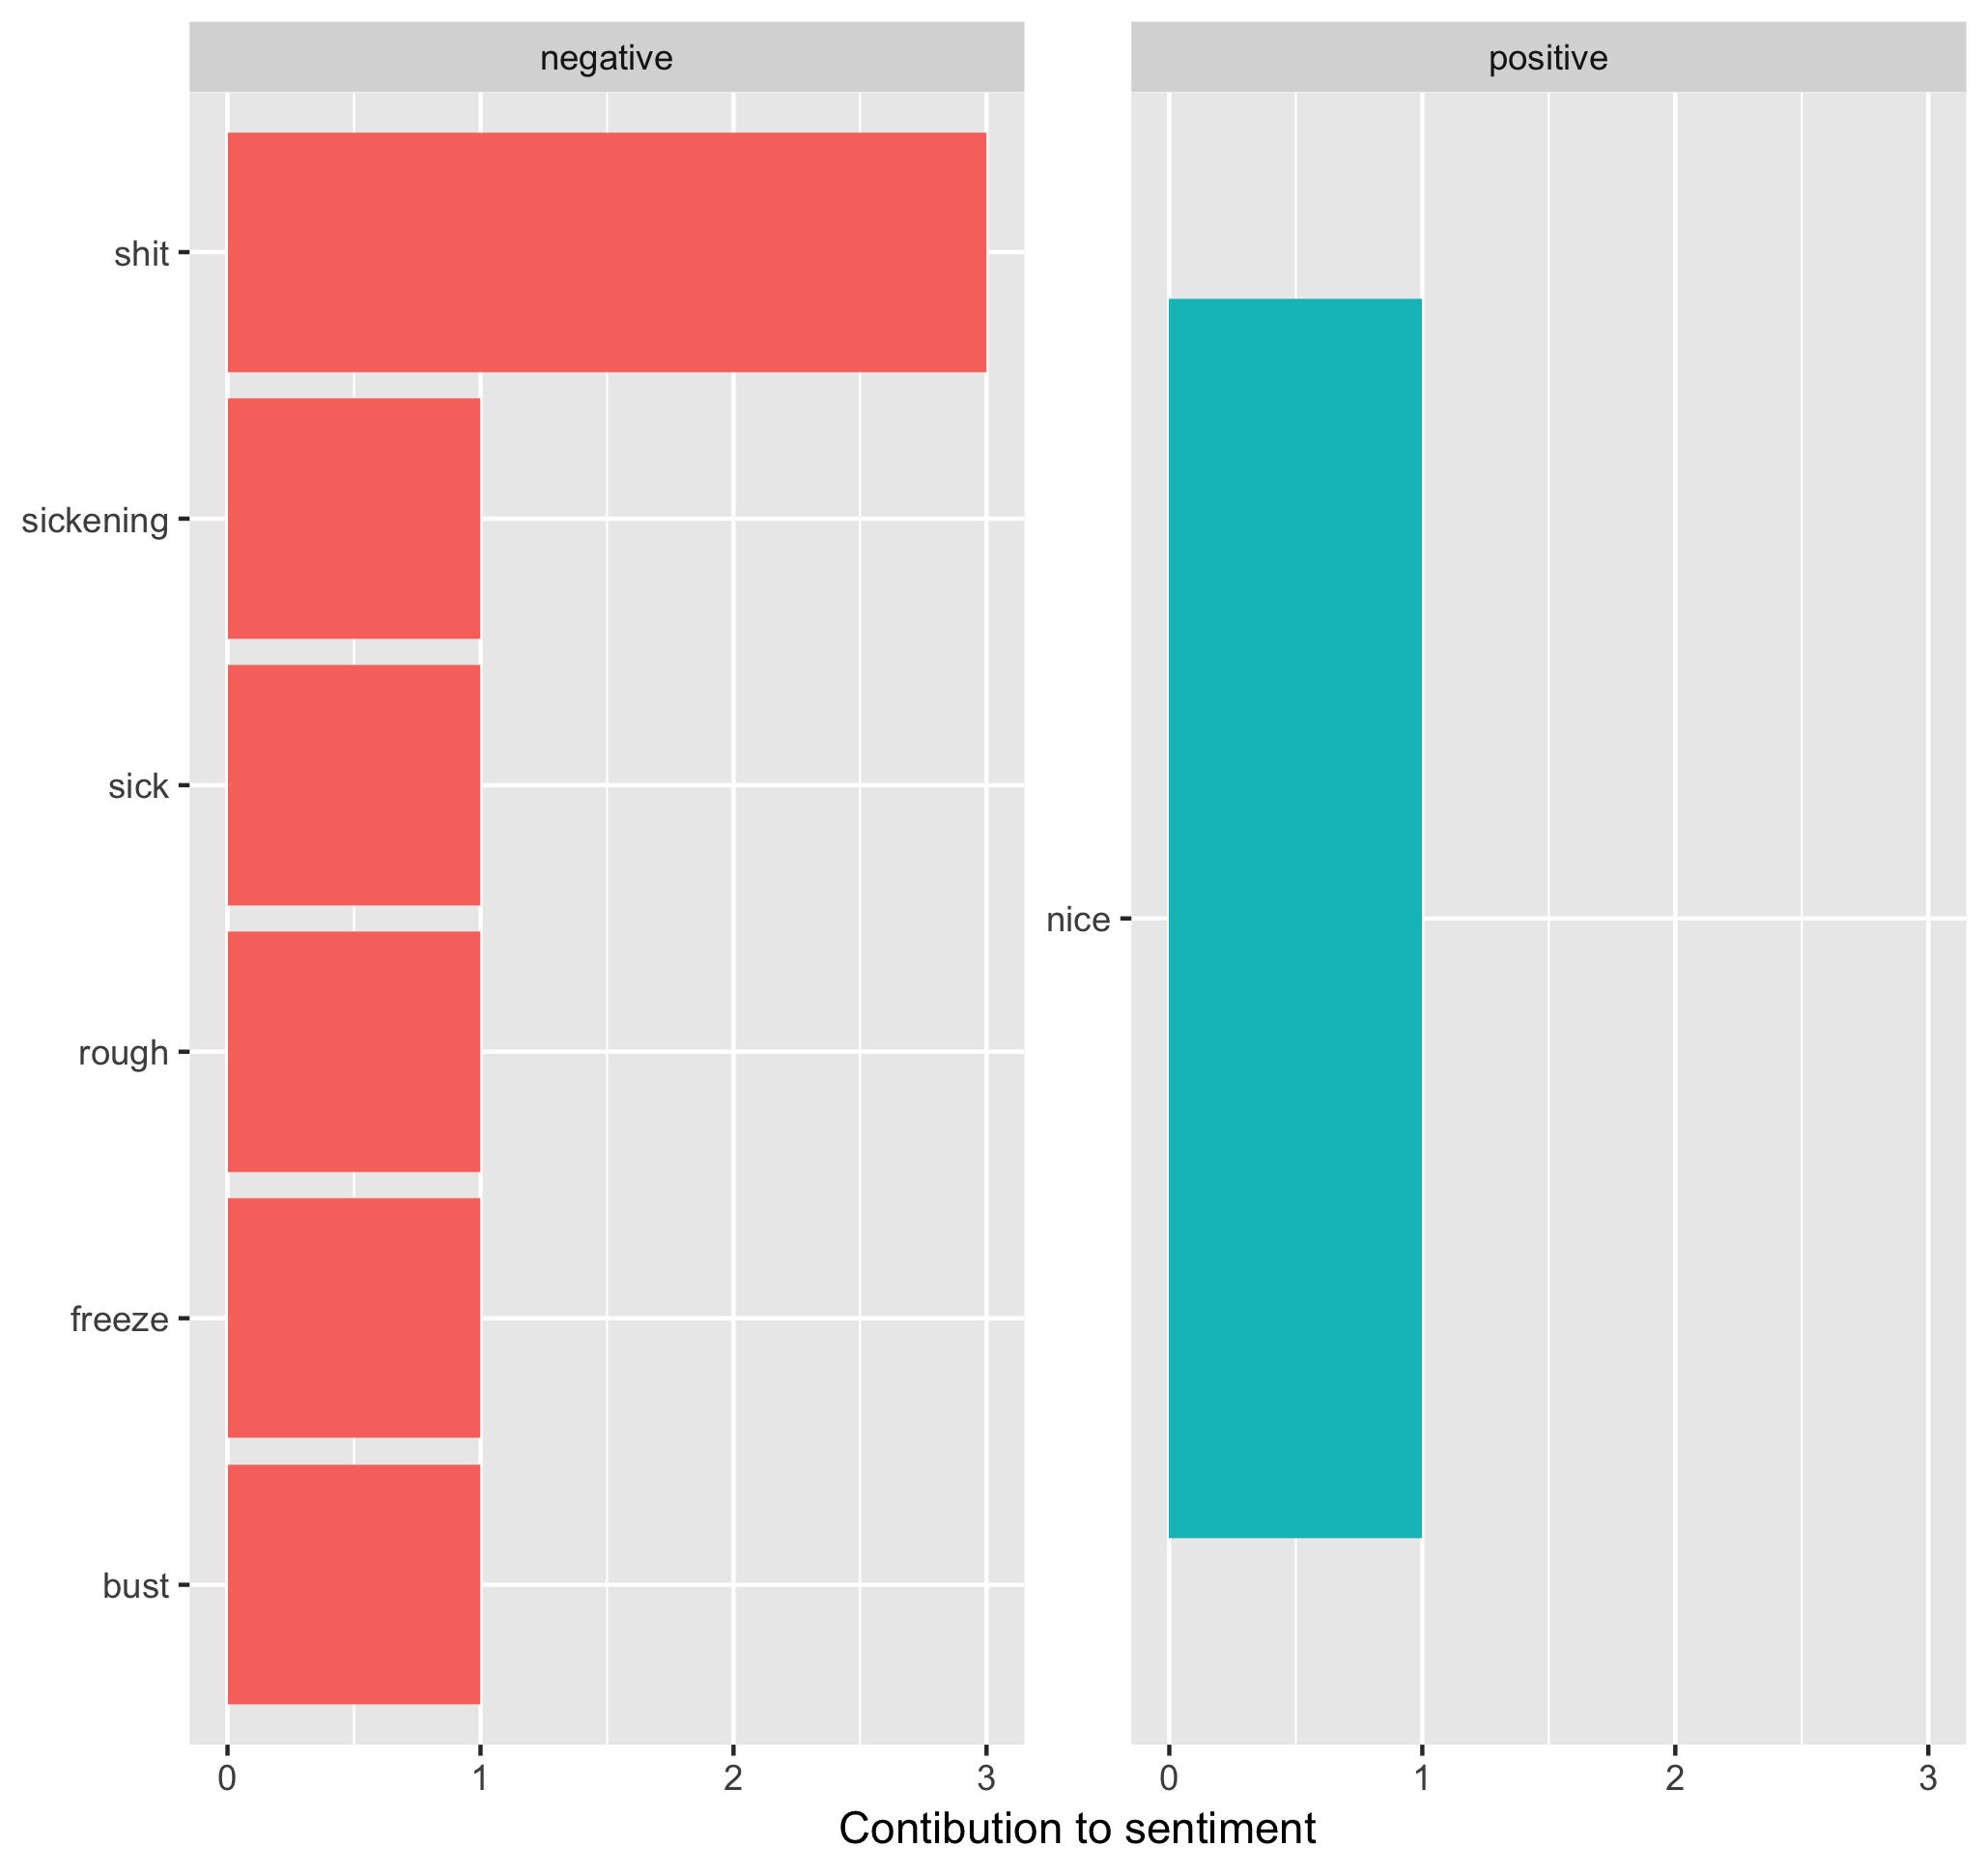 negative
positive
shit
sickening
sick
rough
freeze
bust
nice
0 1 2 3
0 1 2 3
Contibution to sentiment